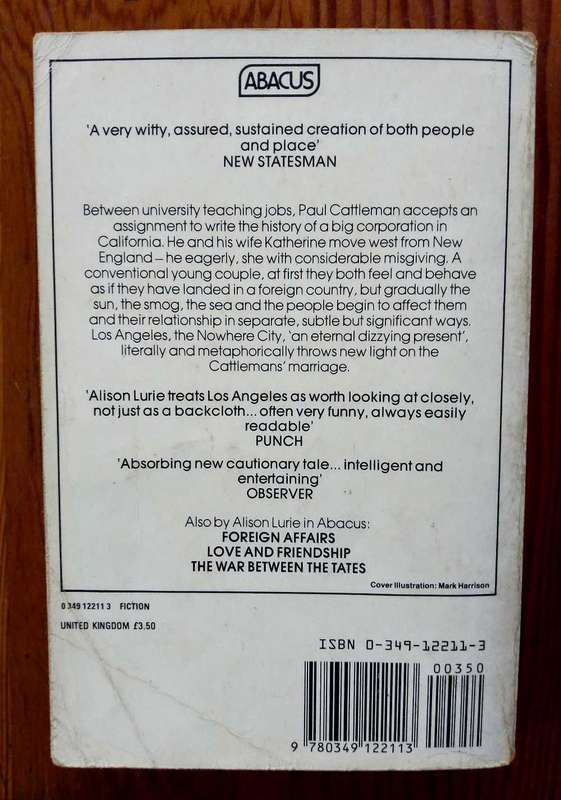 ABACUS
'A very witty, assured, sustained creation of both people
and place'
NEW STATESMAN
Between university teaching jobs, Paul Cattleman accepts an
assignment to write the history of a big corporation in
California. He and his wife Katherine move west from New
England – he eagerly, she with considerable misgiving. A
conventional young couple, at first they both feel and behave
as if they have landed in a foreign country, but gradually the
sun, the smog, the sea and the people begin to affect them
and their relationship in separate, subtle but significant ways.
Los Angeles, the Nowhere City, 'an eternal dizzying present',
literally and metaphorically throws new light on the
Cattlemans' marriage.
'Alison Lurie treats Los Angeles as worth looking at closely,
not just as a backcloth... often very funny, always easily
readable'
PUNCH
'Absorbing new cautionary tale... intelligent and
entertaining'
OBSERVER
Also by Alison Lurie in Abacus:
FOREIGN AFFAIRS
LOVE AND FRIENDSHIP
THE WAR BETWEEN THE TATES
Cover Illustration: Mark Harrison
0 349 12211 3 FICTION
UNITED KINGDOM £3.50
ISBN 0-349-12211-3
00350
9 780349 122113